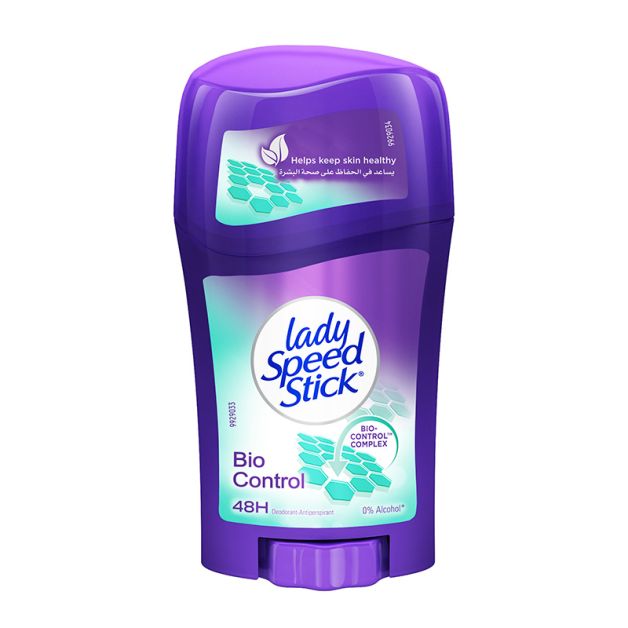 9929034
Helps keep skin healthy
يساعد في الحفاظ على صحة البشرة
lady
Speed
Stick®
9929033
BIO-
CONTROL™
COMPLEX
Bio
Control
48H Deodorant-Antiperspirant
0% Alcohol*